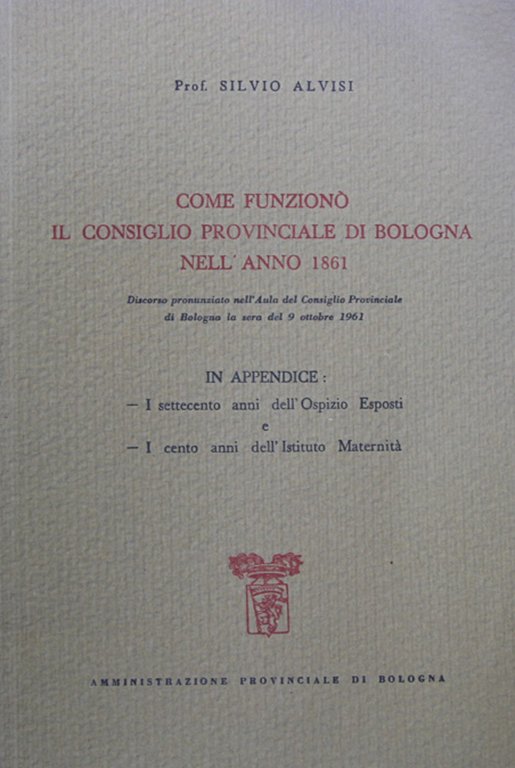 Prof. SILVIO ALVISI
COME FUNZIONÒ
IL CONSIGLIO PROVINCIALE DI BOLOGNA
NELL'ANNO 1861
Discorso pronunziato nell'Aula del Consiglio Provinciale
di Bologna la sera del 9 ottobre 1961
IN APPENDICE :
— I settecento anni dell'Ospizio Esposti
e
— I cento anni dell'Istituto Maternità
AMMINISTRAZIONE PROVINCIALE DI BOLOGNA